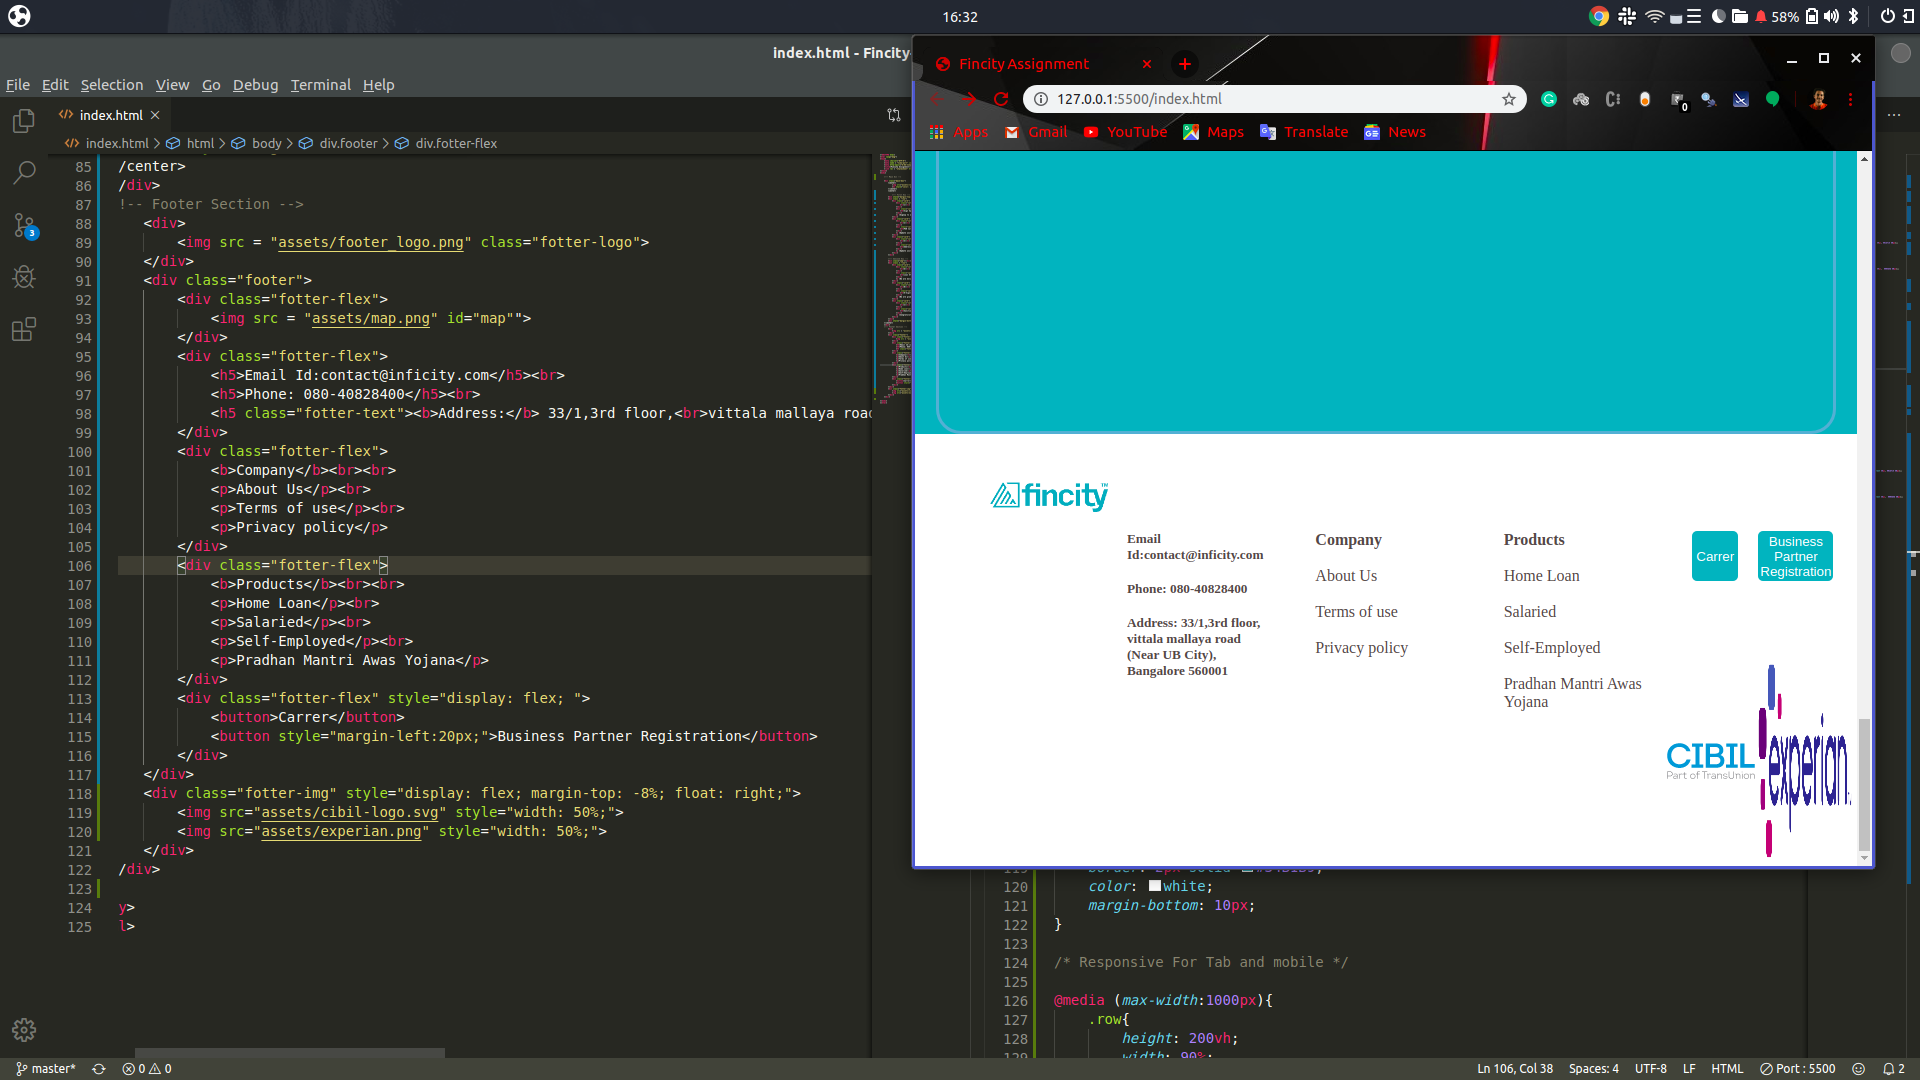 16:32
58%
index.html - Fincity
File Edit Selection View Go Debug Terminal Help
index.html
index.html > html > body > div.footer > div.fotter-flex
3
85 /center>
86 /div>
87 !-- Footer Section -->
88 <div>
89 <img src = "assets/footer_logo.png" class="fotter-logo">
90 </div>
91 <div class="footer">
92 <div class="fotter-flex">
93 <img src = "assets/map.png" id="map"">
94 </div>
95 <div class="fotter-flex">
96 <h5>Email Id:contact@inficity.com</h5><br>
97 <h5>Phone: 080-40828400</h5><br>
98 <h5 class="fotter-text"><b>Address:</b> 33/1,3rd floor,<br>vittala mallaya road
99 </div>
100 <div class="fotter-flex">
101 <b>Company</b><br><br>
102 <p>About Us</p><br>
103 <p>Terms of use</p><br>
104 <p>Privacy policy</p>
105 </div>
106 <div class="fotter-flex">
107 <b>Products</b><br><br>
108 <p>Home Loan</p><br>
109 <p>Salaried</p><br>
110 <p>Self-Employed</p><br>
111 <p>Pradhan Mantri Awas Yojana</p>
112 </div>
113 <div class="fotter-flex" style="display: flex; ">
114 <button>Carrer</button>
115 <button style="margin-left:20px;">Business Partner Registration</button>
116 </div>
117 </div>
118 <div class="fotter-img" style="display: flex; margin-top: -8%; float: right;">
119 <img src="assets/cibil-logo.svg" style="width: 50%;">
120 <img src="assets/experian.png" style="width: 50%;">
121 </div>
122 /div>
123
124 y>
125 l>
Fincity Assignment
127.0.0.1:5500/index.html
0
Apps Gmail YouTube Maps Translate News
fincity™
Email
Id:contact@inficity.com
Phone: 080-40828400
Address: 33/1,3rd floor,
vittala mallaya road
(Near UB City),
Bangalore 560001
Company
About Us
Terms of use
Privacy policy
Products
Home Loan
Salaried
Self-Employed
Pradhan Mantri Awas
Yojana
Carrer
Business
Partner
Registration
CIBIL
Part of TransUnion
experian.
120 color: white;
121 margin-bottom: 10px;
122 }
123
124 /* Responsive For Tab and mobile */
125
126 @media (max-width:1000px){
127 .row{
128 height: 200vh;
129 width: 90%;
master* 0 0
Ln 106, Col 38 Spaces: 4 UTF-8 LF HTML Port : 5500 2